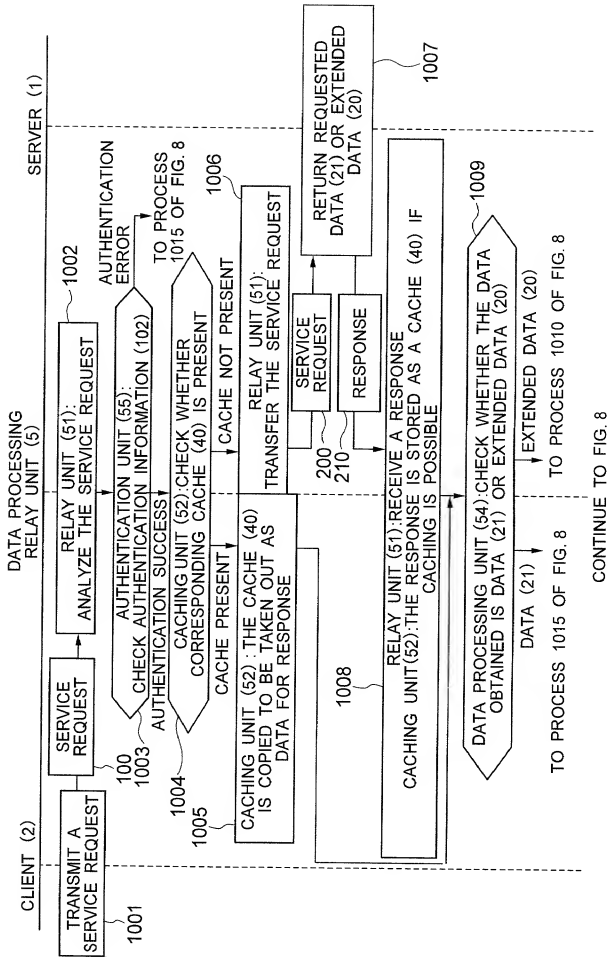 CLIENT (2)
DATA PROCESSING
RELAY UNIT (5)
SERVER (1)
TRANSMIT A
SERVICE REQUEST
1001
SERVICE
REQUEST
100
RELAY UNIT (51):
ANALYZE THE SERVICE REQUEST
1002
AUTHENTICATION UNIT (55):
CHECK AUTHENTICATION INFORMATION (102)
1003
AUTHENTICATION
ERROR
TO PROCESS
1015 OF FIG. 8
AUTHENTICATION SUCCESS
CACHING UNIT (52):CHECK WHETHER
CORRESPONDING CACHE (40) IS PRESENT
1004
CACHE PRESENT
CACHE NOT PRESENT
1005
CACHING UNIT (52) : THE CACHE (40)
IS COPIED TO BE TAKEN OUT AS
DATA FOR RESPONSE
1006
RELAY UNIT (51):
TRANSFER THE SERVICE REQUEST
SERVICE
REQUEST
200
RESPONSE
210
RETURN REQUESTED
DATA (21) OR EXTENDED
DATA (20)
1007
1008
RELAY UNIT (51):RECEIVE A RESPONSE
CACHING UNIT(52):THE RESPONSE IS STORED AS A CACHE (40) IF
CACHING IS POSSIBLE
1009
DATA PROCESSING UNIT (54):CHECK WHETHER THE DATA
OBTAINED IS DATA (21) OR EXTENDED DATA (20)
DATA (21)
EXTENDED DATA (20)
TO PROCESS 1015 OF FIG. 8
TO PROCESS 1010 OF FIG. 8
CONTINUE TO FIG. 8